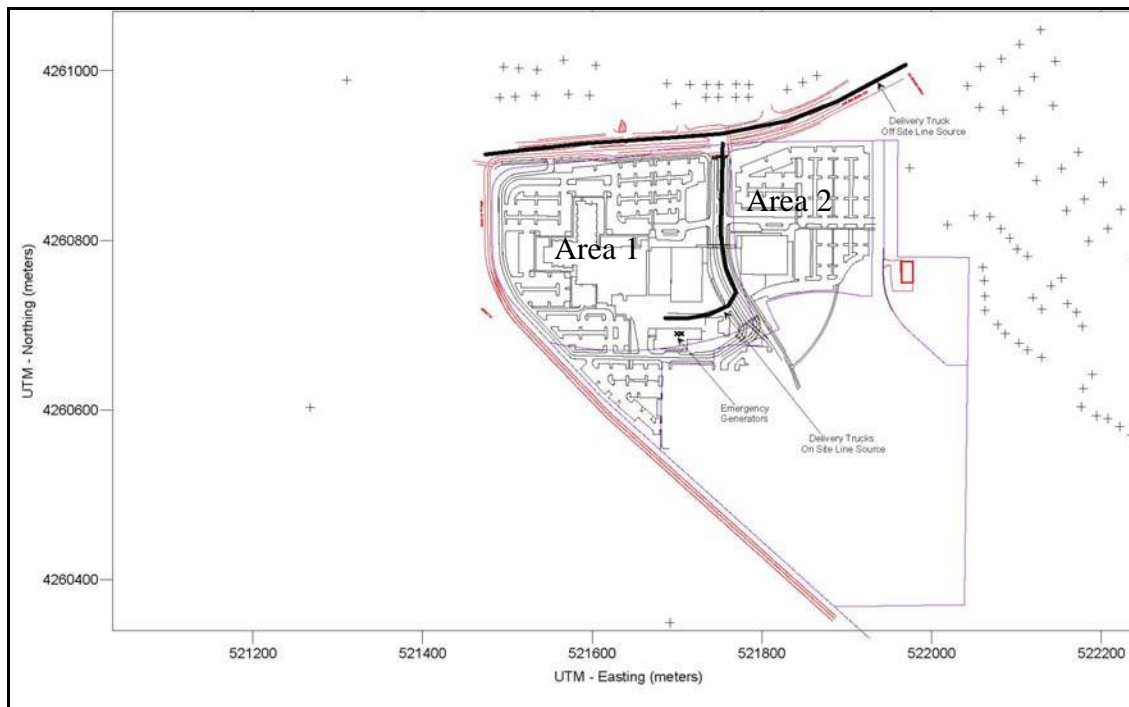 4261000
Delivery Truck
Off Site Line Source
Area 2
4260800
Area 1
UTM - Northing (meters)
4260600
Emergency
Generators
Delivery Trucks
On Site Line Source
4260400
521200
521400
521600
521800
522000
522200
UTM - Easting (meters)